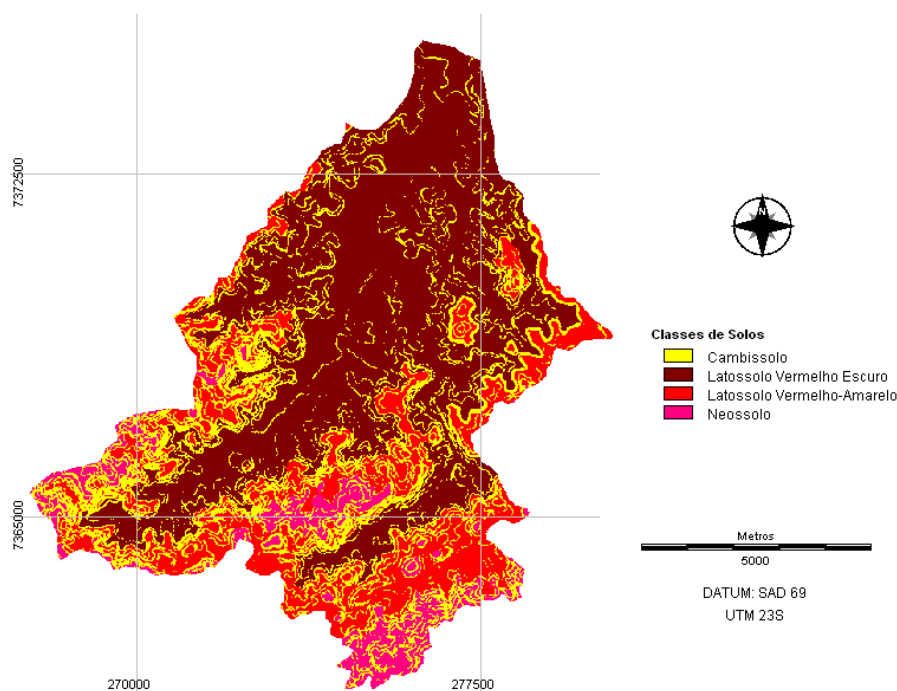 7372500
7365000
270000
277500
N
Classes de Solos
Cambissolo
Latossolo Vermelho Escuro
Latossolo Vermelho-Amarelo
Neossolo
Metros
5000
DATUM: SAD 69
UTM 23S